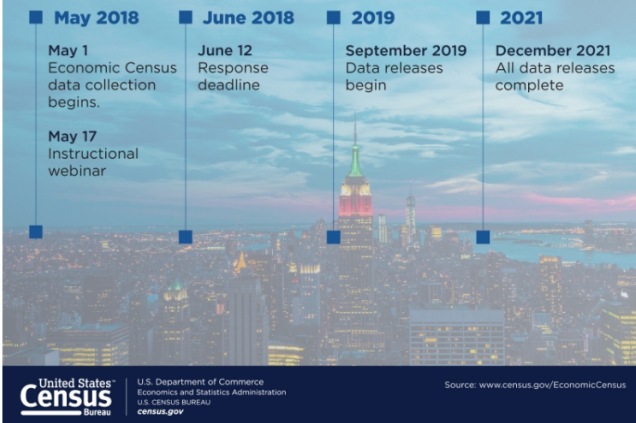 May 2018
May 1
Economic Census
data collection
begins.
May 17
Instructional
webinar
June 2018
June 12
Response
deadline
2019
September 2019
Data releases
begin
2021
December 2021
All data releases
complete
United States™
Census
Bureau
U.S. Department of Commerce
Economics and Statistics Administration
U.S. CENSUS BUREAU
census.gov
Source: www.census.gov/EconomicCensus